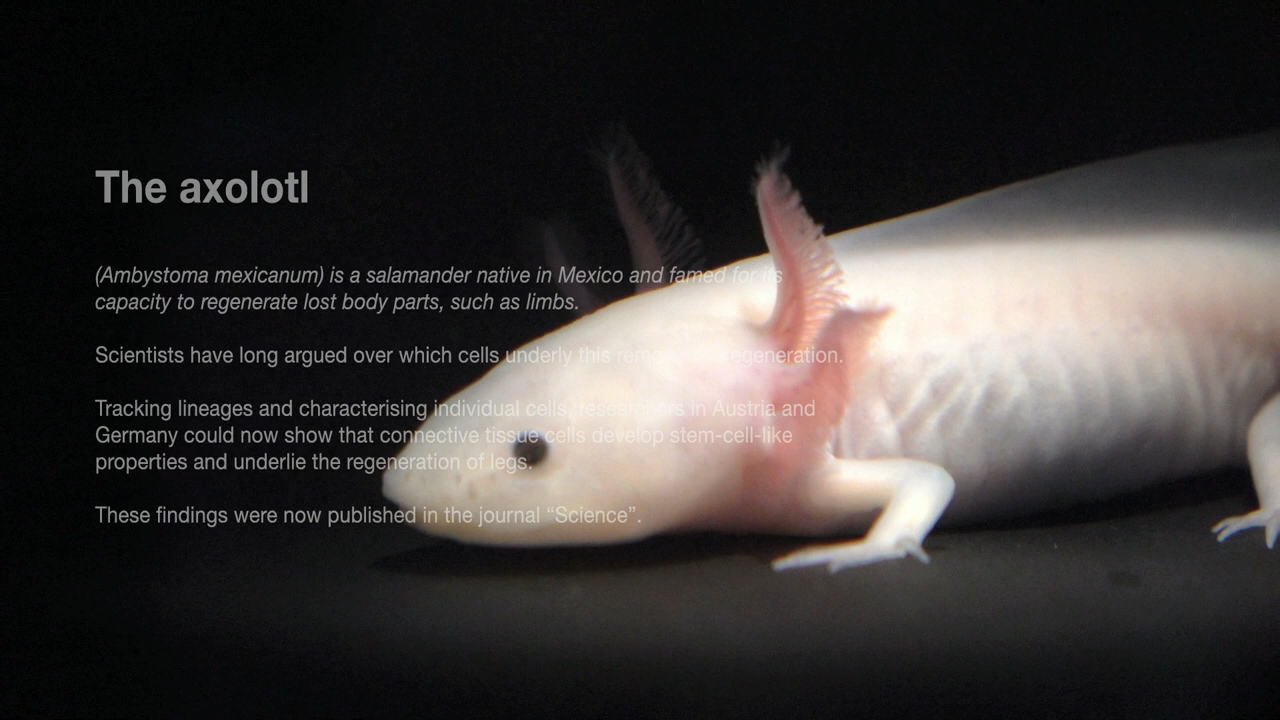 The axolotl
(Ambystoma mexicanum) is a salamander native in Mexico and famed for its
capacity to regenerate lost body parts, such as limbs.
Scientists have long argued over which cells underly this regeneration.
Tracking lineages and characterising individual cells, researchers in Austria and
Germany could now show that connective tissue cells develop stem-cell-like
properties and underlie the regeneration of legs.
These findings were now published in the journal “Science”.